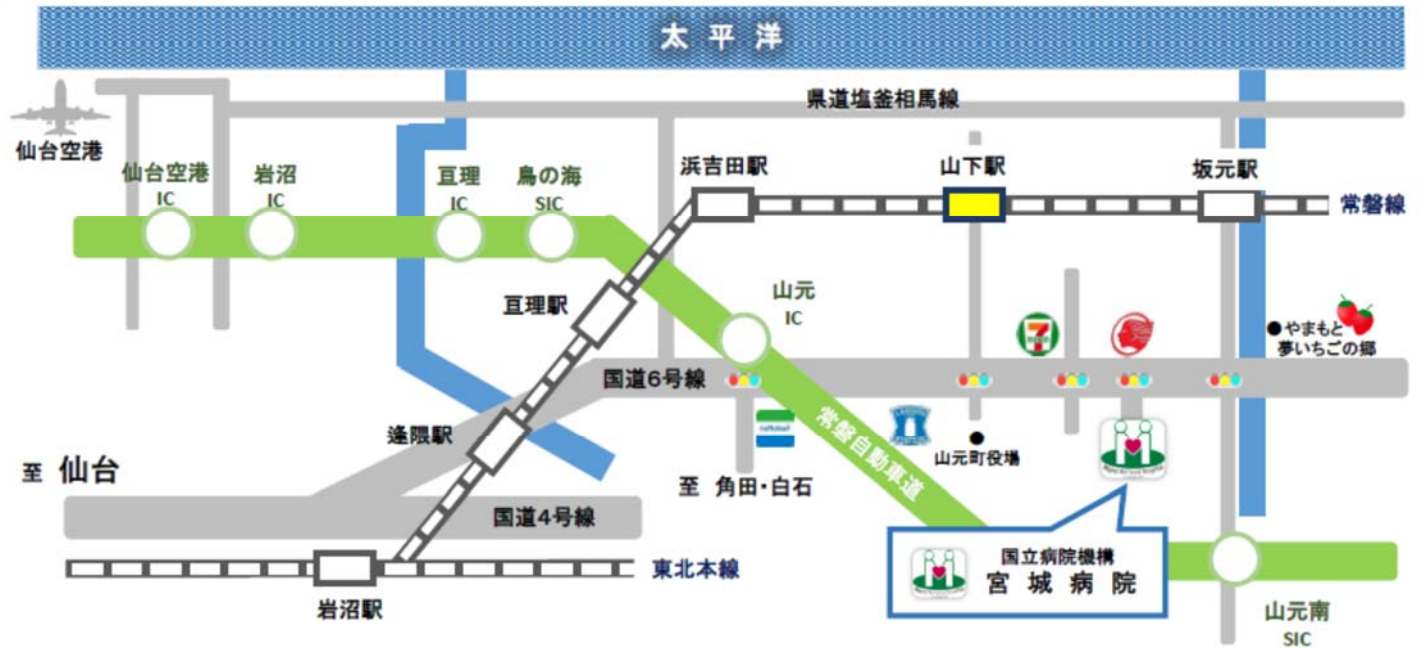 太平洋
県道塩釜相馬線
仙台空港
仙台空港
IC
岩沼
IC
亘理
IC
鳥の海
SIC
浜吉田駅
山下駅
坂元駅
常磐線
亘理駅
山元
IC
●やまもと
夢いちごの郷
国道6号線
逢隈駅
常磐自動車道
山元町役場
至 仙台
至 角田・白石
国道4号線
国立病院機構
宮城病院
東北本線
岩沼駅
山元南
SIC